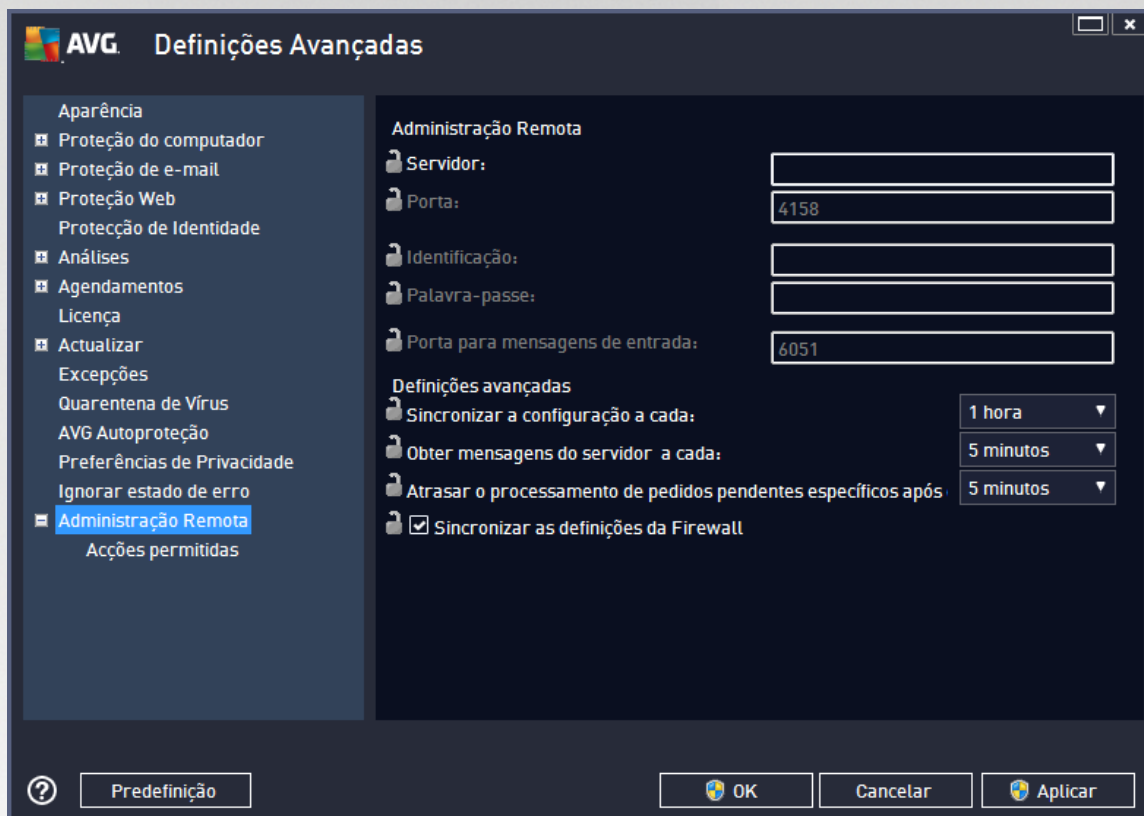 AVG. Definições Avançadas
Aparência
Proteção do computador
Proteção de e-mail
Proteção Web
Protecção de Identidade
Análises
Agendamentos
Licença
Actualizar
Excepções
Quarentena de Vírus
AVG Autoproteção
Preferências de Privacidade
Ignorar estado de erro
Administração Remota
Acções permitidas
Administração Remota
Servidor:
Porta: 4158
Identificação:
Palavra-passe:
Porta para mensagens de entrada: 6051
Definições avançadas
Sincronizar a configuração a cada: 1 hora
Obter mensagens do servidor a cada: 5 minutos
Atrasar o processamento de pedidos pendentes específicos após 5 minutos
Sincronizar as definições da Firewall
Predefinição OK Cancelar Aplicar